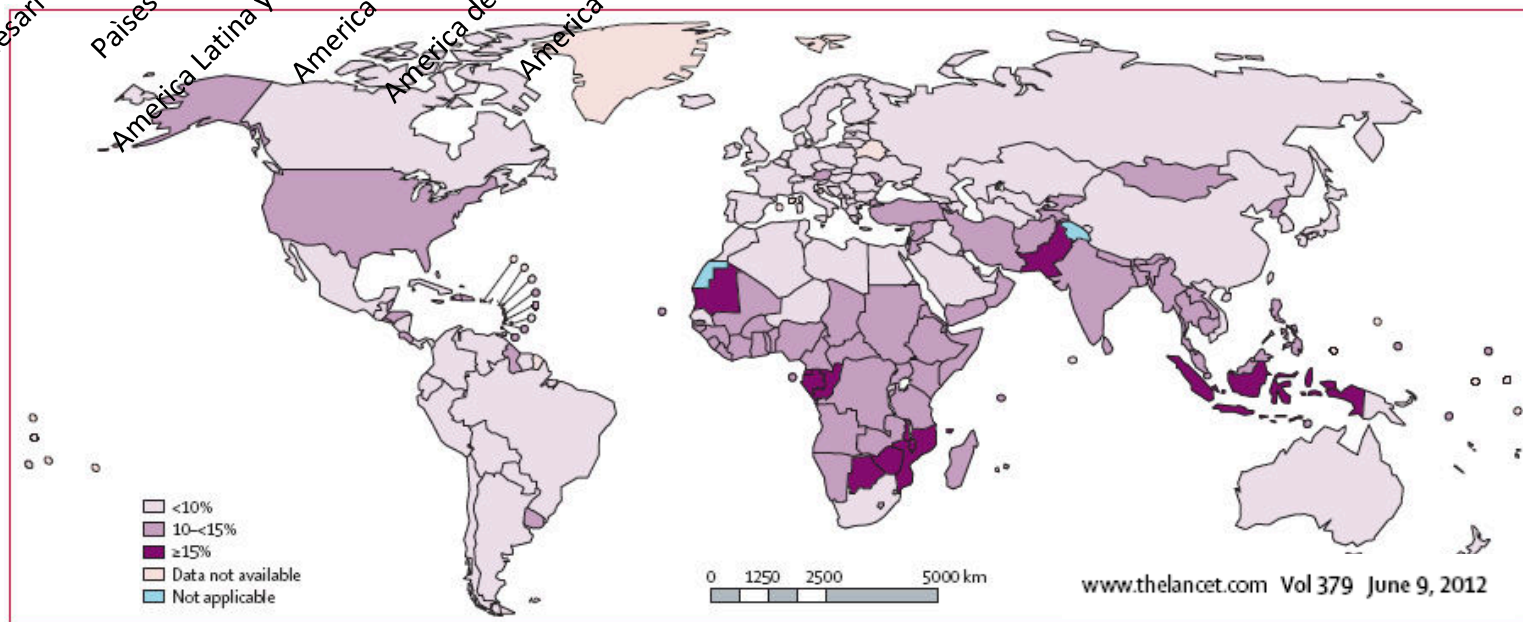 Países
America Latina y
America
America de
America
<10%
10–<15%
≥15%
Data not available
Not applicable
0 1250 2500 5000 km
www.thelancet.com Vol 379 June 9, 2012